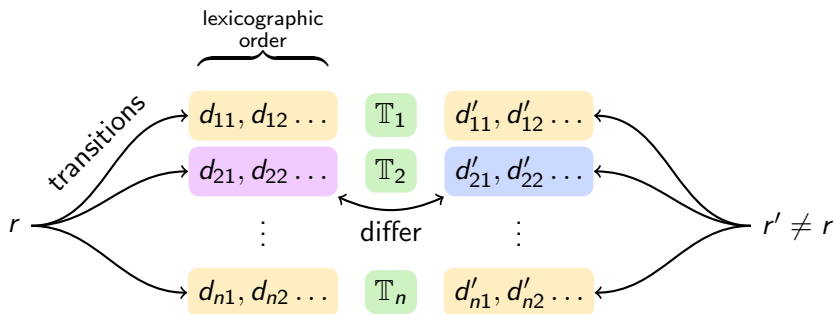 lexicographic
order
transitions
d₁₁, d₁₂ … 𝕋₁ d′₁₁, d′₁₂ …
d₂₁, d₂₂ … 𝕋₂ d′₂₁, d′₂₂ …
r ⋮ differ ⋮ r′ ≠ r
dₙ₁, dₙ₂ … 𝕋ₙ d′ₙ₁, d′ₙ₂ …